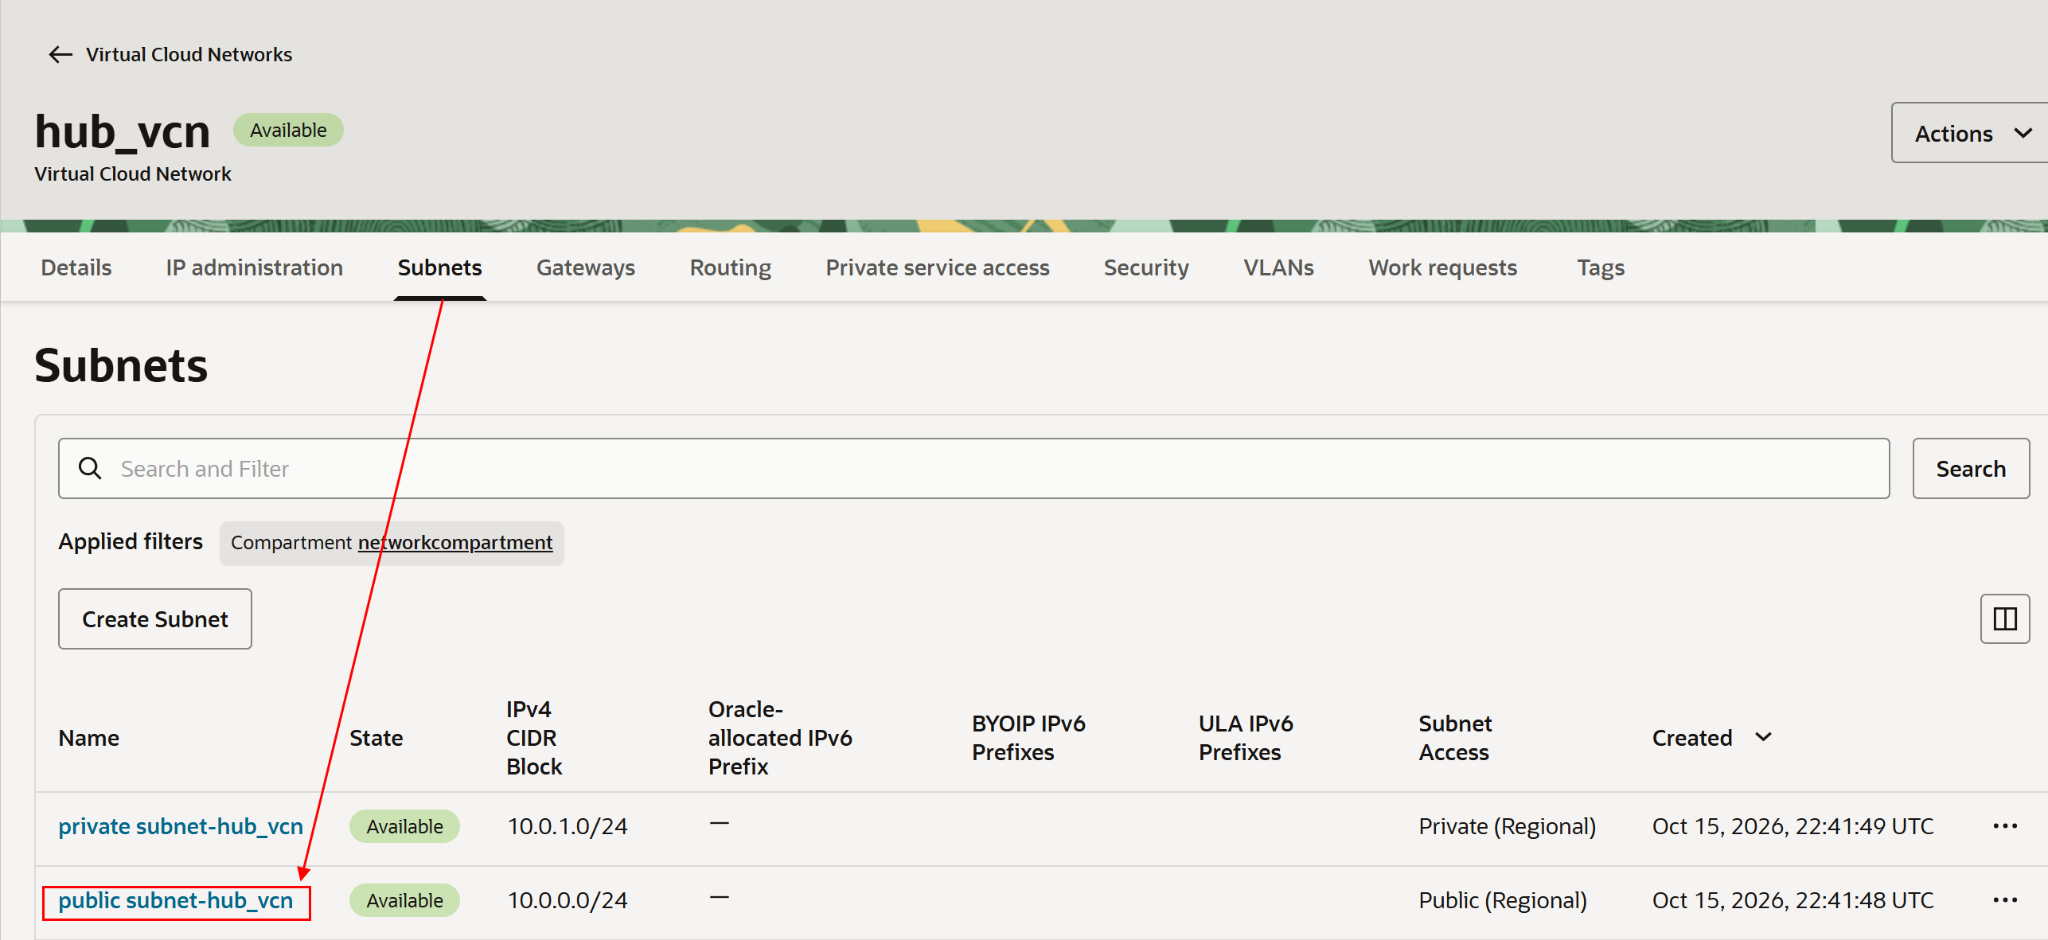 Virtual Cloud Networks
hub_vcn Available
Virtual Cloud Network
Actions
Details IP administration Subnets Gateways Routing Private service access Security VLANs Work requests Tags
Subnets
Search and Filter Search
Applied filters Compartment networkcompartment
Create Subnet
Name State IPv4 CIDR Block Oracle-allocated IPv6 Prefix BYOIP IPv6 Prefixes ULA IPv6 Prefixes Subnet Access Created
private subnet-hub_vcn Available 10.0.1.0/24 — Private (Regional) Oct 15, 2026, 22:41:49 UTC
public subnet-hub_vcn Available 10.0.0.0/24 — Public (Regional) Oct 15, 2026, 22:41:48 UTC